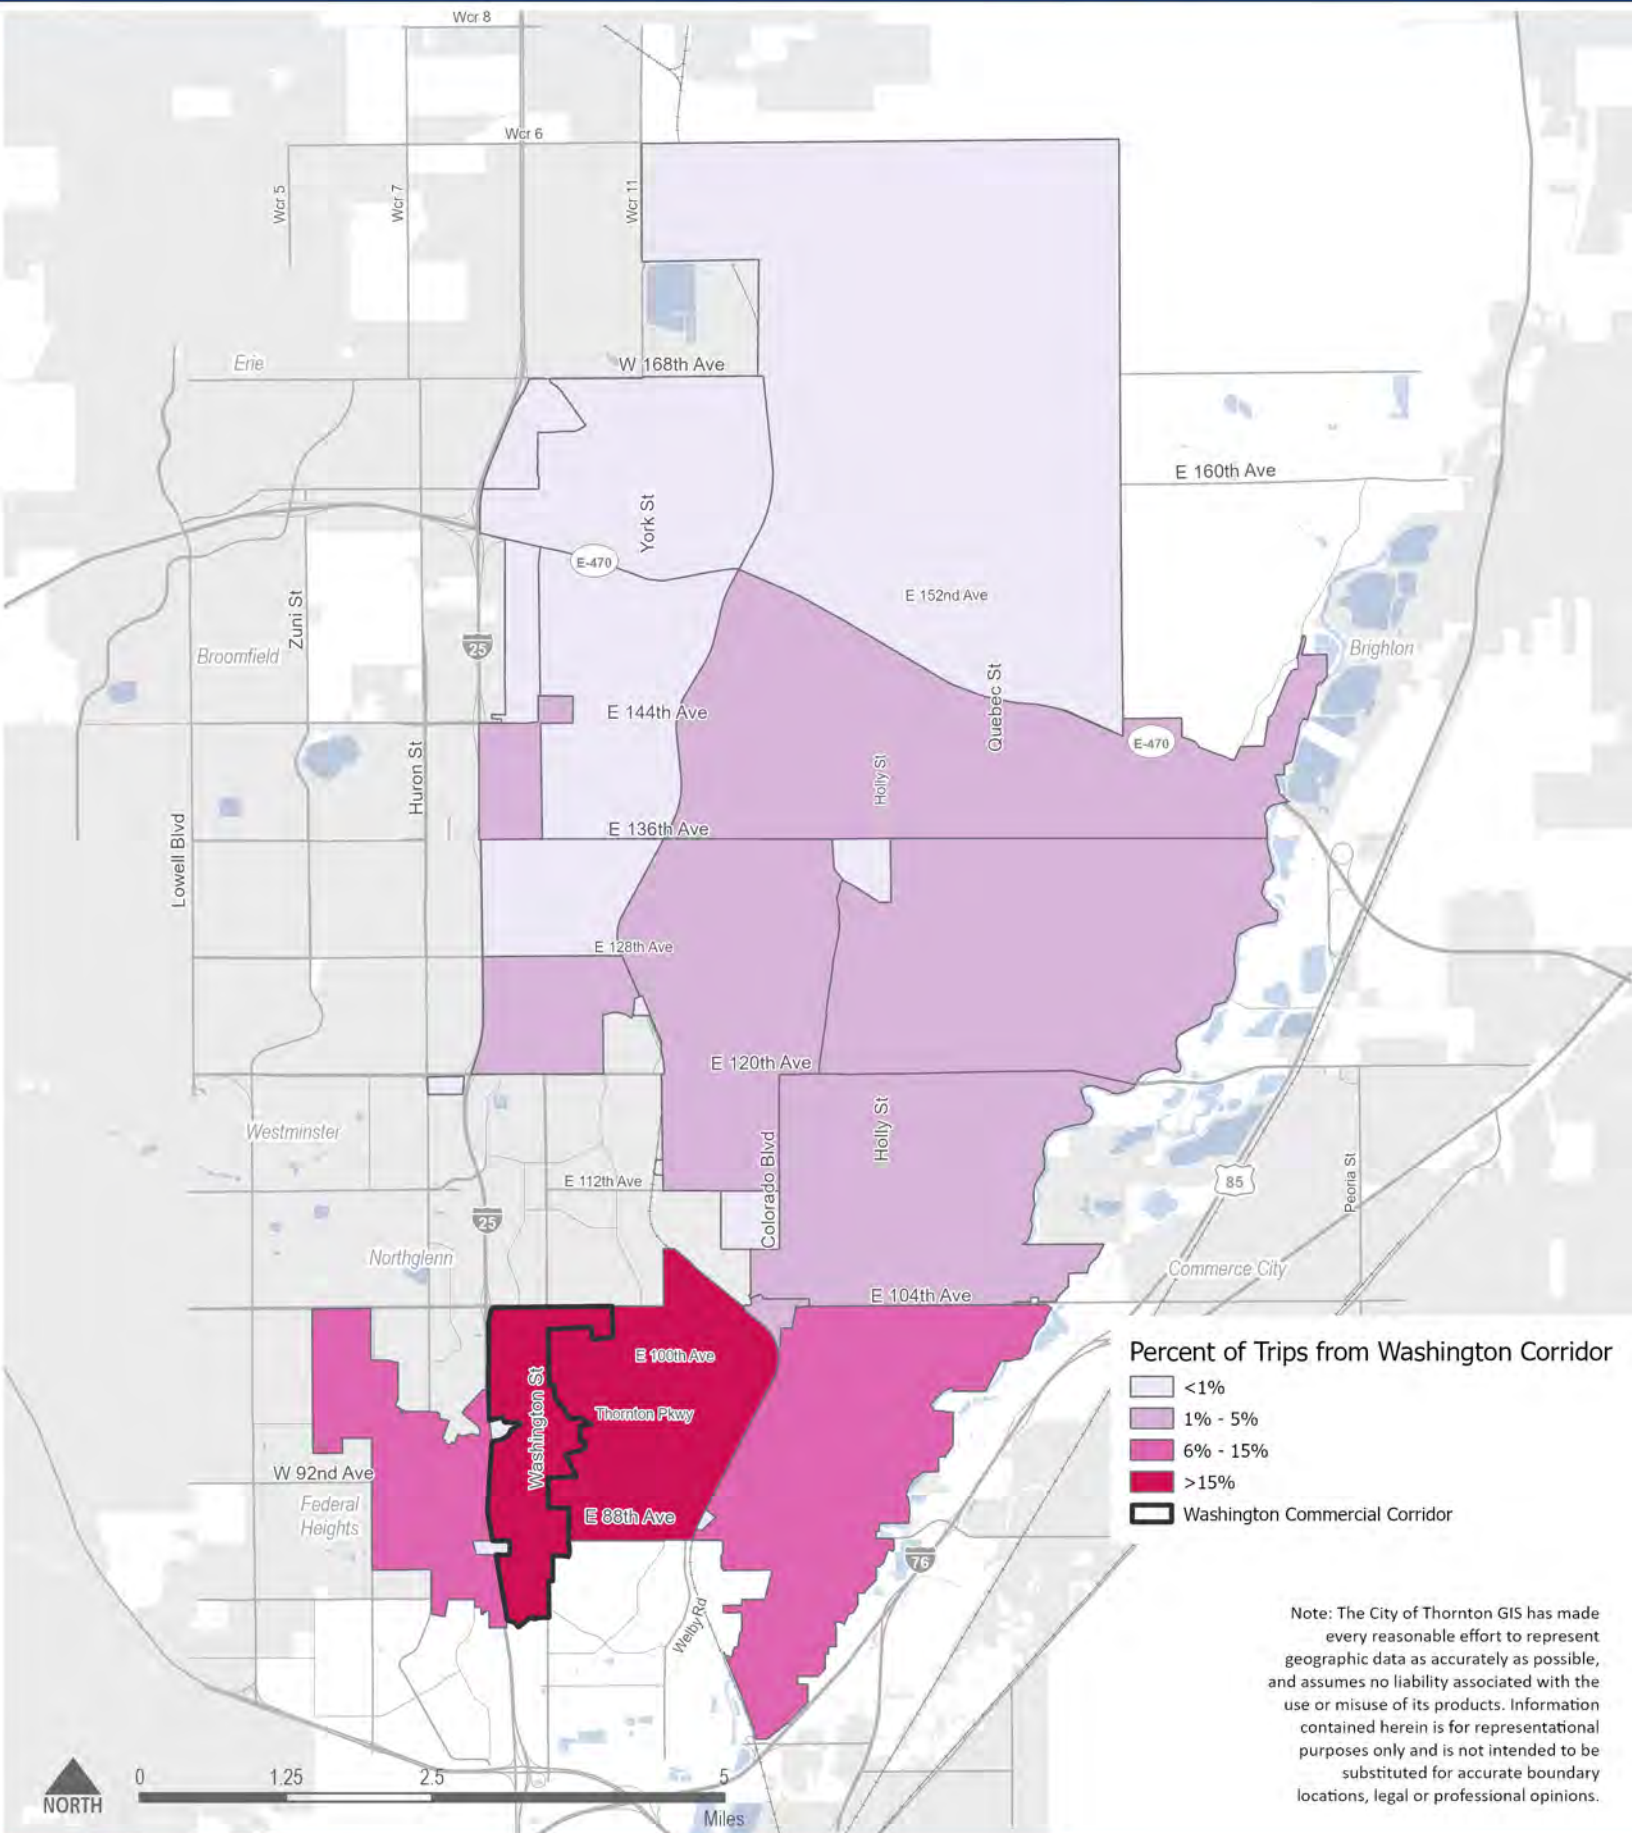 Wcr 8
Wcr 6
Wcr 5
Wcr 7
Wcr 11
Erie
W 168th Ave
E 160th Ave
York St
E-470
E 152nd Ave
Zuni St
25
Broomfield
Brighton
Quebec St
E 144th Ave
E-470
Huron St
Holly St
E 136th Ave
Lowell Blvd
E 128th Ave
E 120th Ave
Holly St
Westminster
Colorado Blvd
E 112th Ave
85
Peoria St
25
Northglenn
Commerce City
E 104th Ave
E 100th Ave
Washington St
Thornton Pkwy
W 92nd Ave
Federal
Heights
E 88th Ave
76
Welby Rd
Percent of Trips from Washington Corridor
<1%
1% - 5%
6% - 15%
>15%
Washington Commercial Corridor
Note: The City of Thornton GIS has made
every reasonable effort to represent
geographic data as accurately as possible,
and assumes no liability associated with the
use or misuse of its products. Information
contained herein is for representational
purposes only and is not intended to be
substituted for accurate boundary
locations, legal or professional opinions.
NORTH
0 1.25 2.5 5
Miles